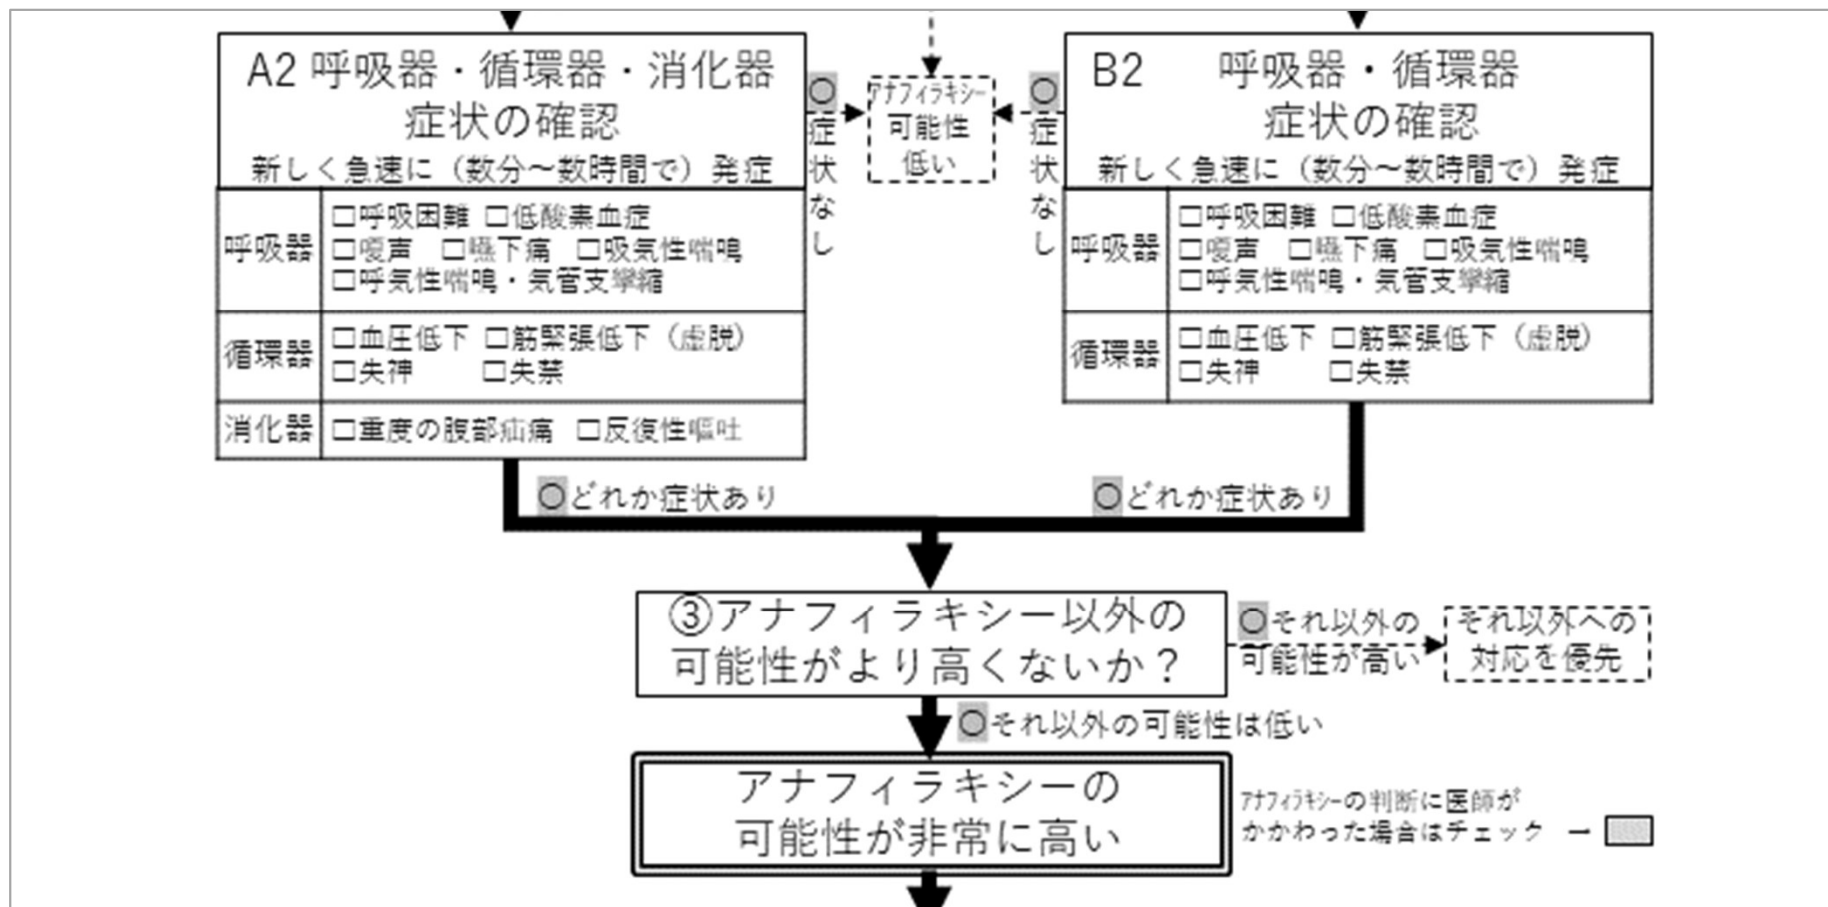 A2 呼吸器・循環器・消化器
症状の確認
新しく急速に（数分～数時間で）発症
呼吸器
□呼吸困難 □低酸素血症
□嗄声 □嚥下痛 □吸気性喘鳴
□呼気性喘鳴・気管支攣縮
循環器
□血圧低下 □筋緊張低下（虚脱）
□失神 □失禁
消化器
□重度の腹部疝痛 □反復性嘔吐
○症状なし
アナフィラキシー
可能性
低い
○症状なし
B2 呼吸器・循環器
症状の確認
新しく急速に（数分～数時間で）発症
呼吸器
□呼吸困難 □低酸素血症
□嗄声 □嚥下痛 □吸気性喘鳴
□呼気性喘鳴・気管支攣縮
循環器
□血圧低下 □筋緊張低下（虚脱）
□失神 □失禁
○どれか症状あり
○どれか症状あり
③アナフィラキシー以外の
可能性がより高くないか？
○それ以外の
可能性が高い
それ以外への
対応を優先
○それ以外の可能性は低い
アナフィラキシーの
可能性が非常に高い
アナフィラキシーの判断に医師が
かかわった場合はチェック →